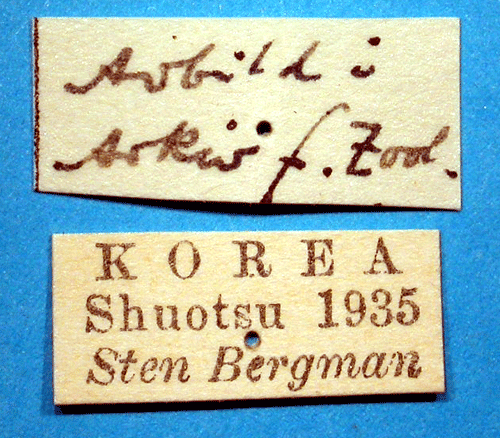 Avbild i
Arkiv f. Zool.
KOREA
Shuotsu 1935
Sten Bergman